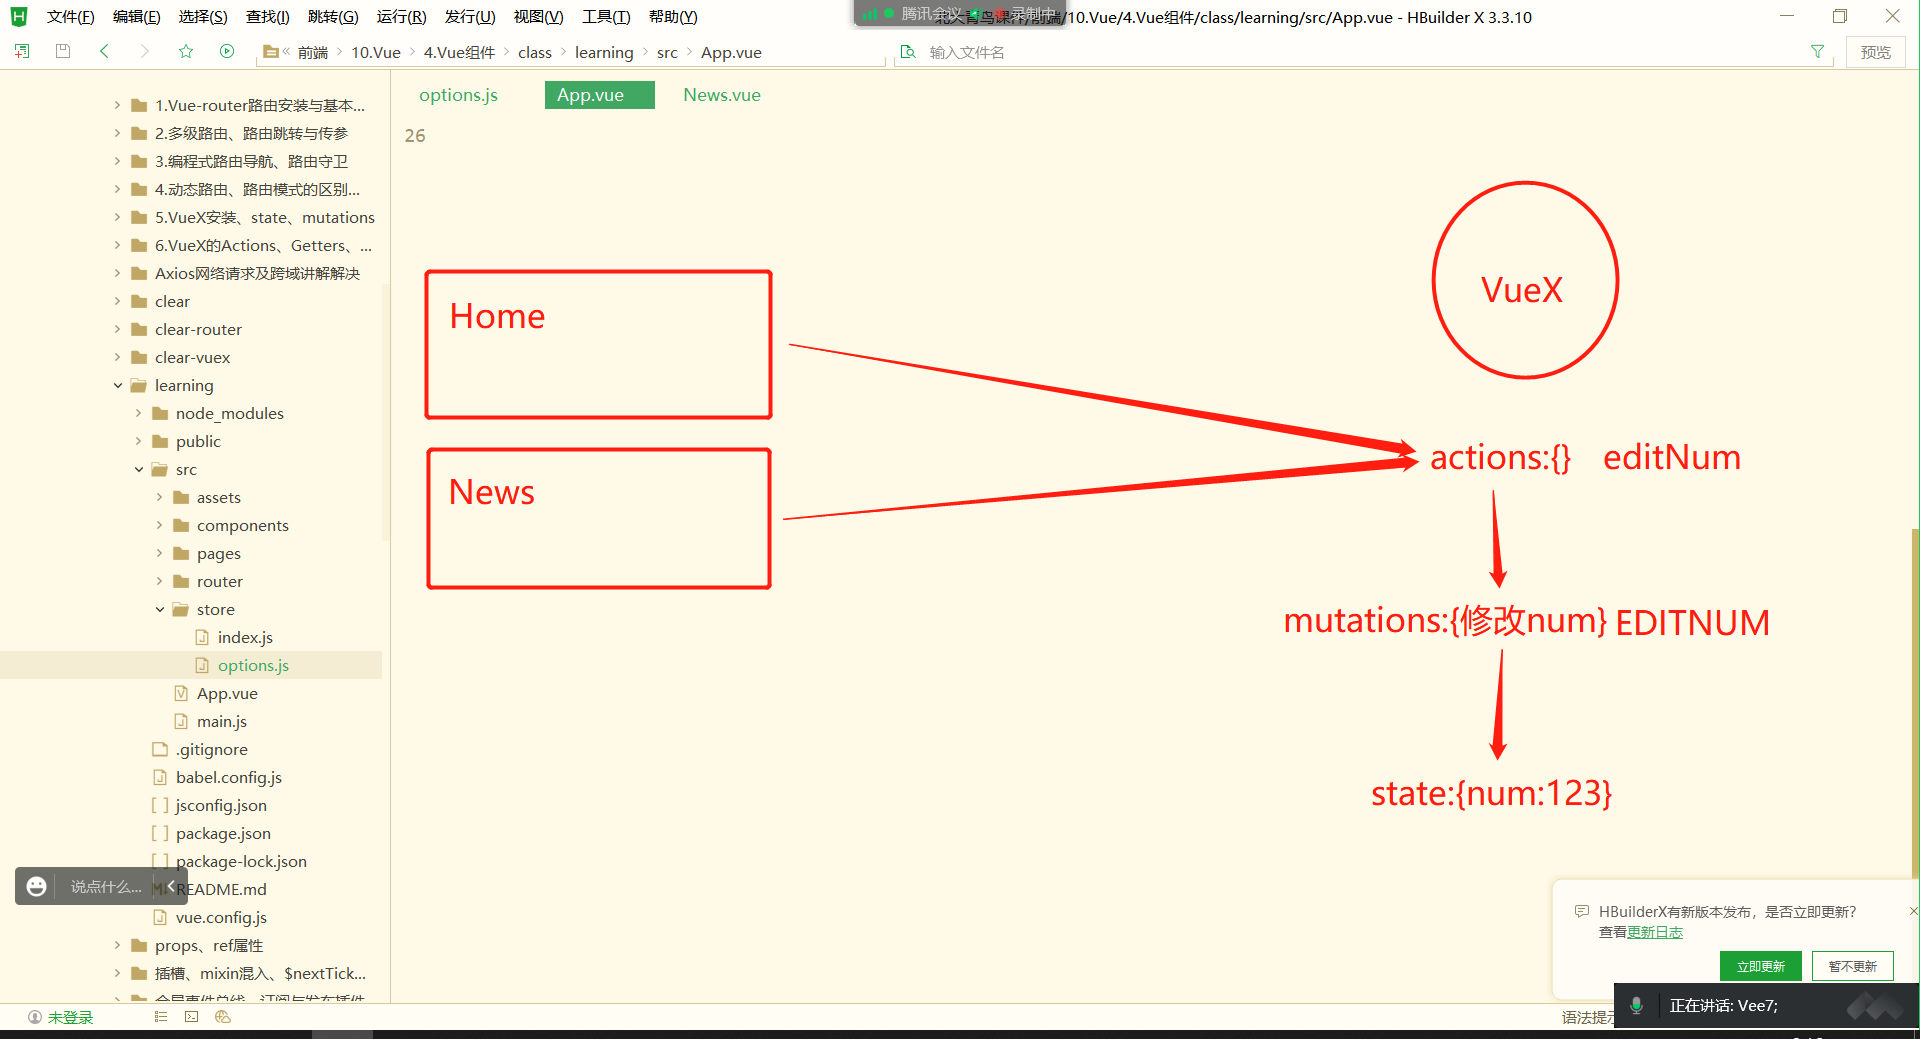 文件(F) 编辑(E) 选择(S) 查找(I) 跳转(G) 运行(R) 发行(U) 视图(V) 工具(T) 帮助(Y)
腾讯会议 录制中
/10.Vue/4.Vue组件/class/learning/src/App.vue - HBuilder X 3.3.10
前端 10.Vue 4.Vue组件 class learning src App.vue
输入文件名
预览
options.js App.vue News.vue
26
1.Vue-router路由安装与基本...
2.多级路由、路由跳转与传参
3.编程式路由导航、路由守卫
4.动态路由、路由模式的区别...
5.VueX安装、state、mutations
6.VueX的Actions、Getters、...
Axios网络请求及跨域讲解解决
clear
clear-router
clear-vuex
learning
node_modules
public
src
assets
components
pages
router
store
index.js
options.js
App.vue
main.js
.gitignore
babel.config.js
jsconfig.json
package.json
package-lock.json
README.md
vue.config.js
props、ref属性
插槽、mixin混入、$nextTick...
说点什么...
Home
News
VueX
actions:{} editNum
mutations:{修改num} EDITNUM
state:{num:123}
HBuilderX有新版本发布，是否立即更新?
查看更新日志
立即更新 暂不更新
正在讲话: Vee7;
未登录
语法提示